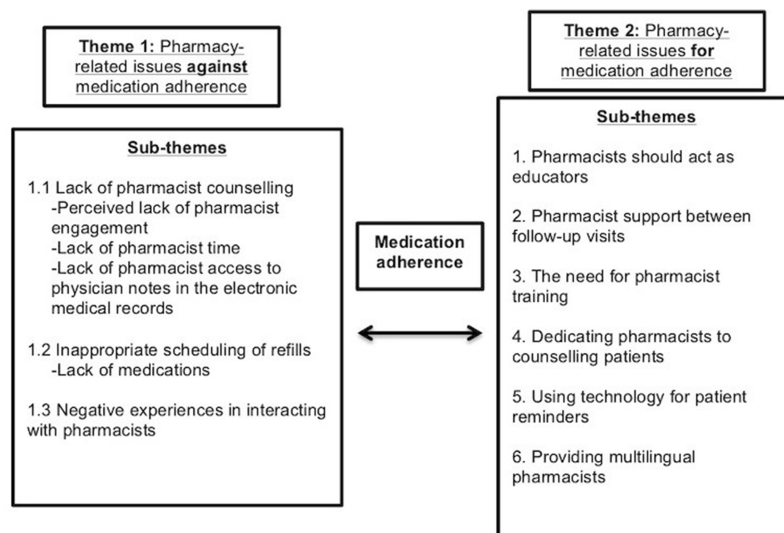 Theme 1: Pharmacy-
related issues against
medication adherence
Sub-themes
1.1 Lack of pharmacist counselling
-Perceived lack of pharmacist
engagement
-Lack of pharmacist time
-Lack of pharmacist access to
physician notes in the electronic
medical records
1.2 Inappropriate scheduling of refills
-Lack of medications
1.3 Negative experiences in interacting
with pharmacists
Medication
adherence
Theme 2: Pharmacy-
related issues for
medication adherence
Sub-themes
1. Pharmacists should act as
educators
2. Pharmacist support between
follow-up visits
3. The need for pharmacist
training
4. Dedicating pharmacists to
counselling patients
5. Using technology for patient
reminders
6. Providing multilingual
pharmacists